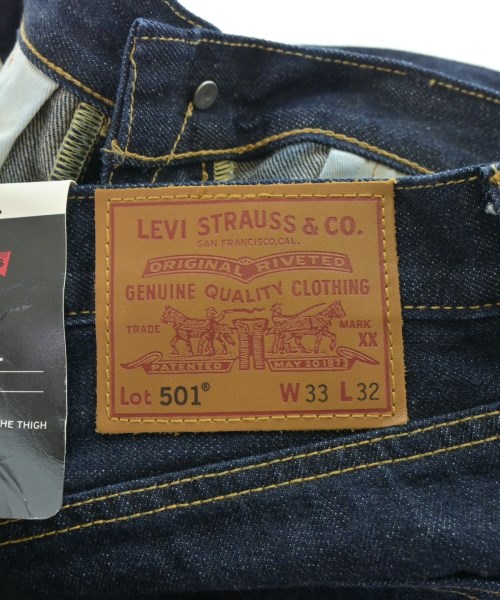 LEVI STRAUSS & CO.
SAN FRANCISCO, CAL.
ORIGINAL RIVETED
GENUINE QUALITY CLOTHING
TRADE MARK
XX
PATENTED MAY 20 1873
Lot 501® W 33 L 32
HE THIGH